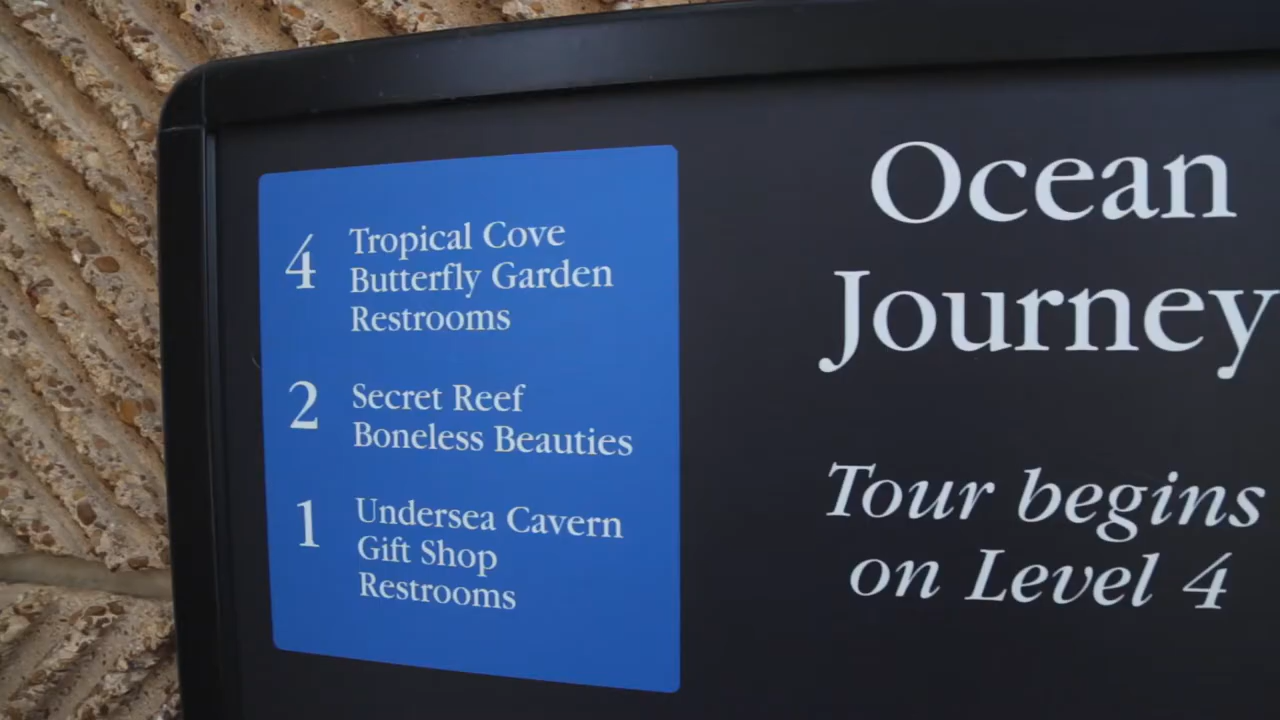 4 Tropical Cove
Butterfly Garden
Restrooms
2 Secret Reef
Boneless Beauties
1 Undersea Cavern
Gift Shop
Restrooms
Ocean
Journey
Tour begins
on Level 4